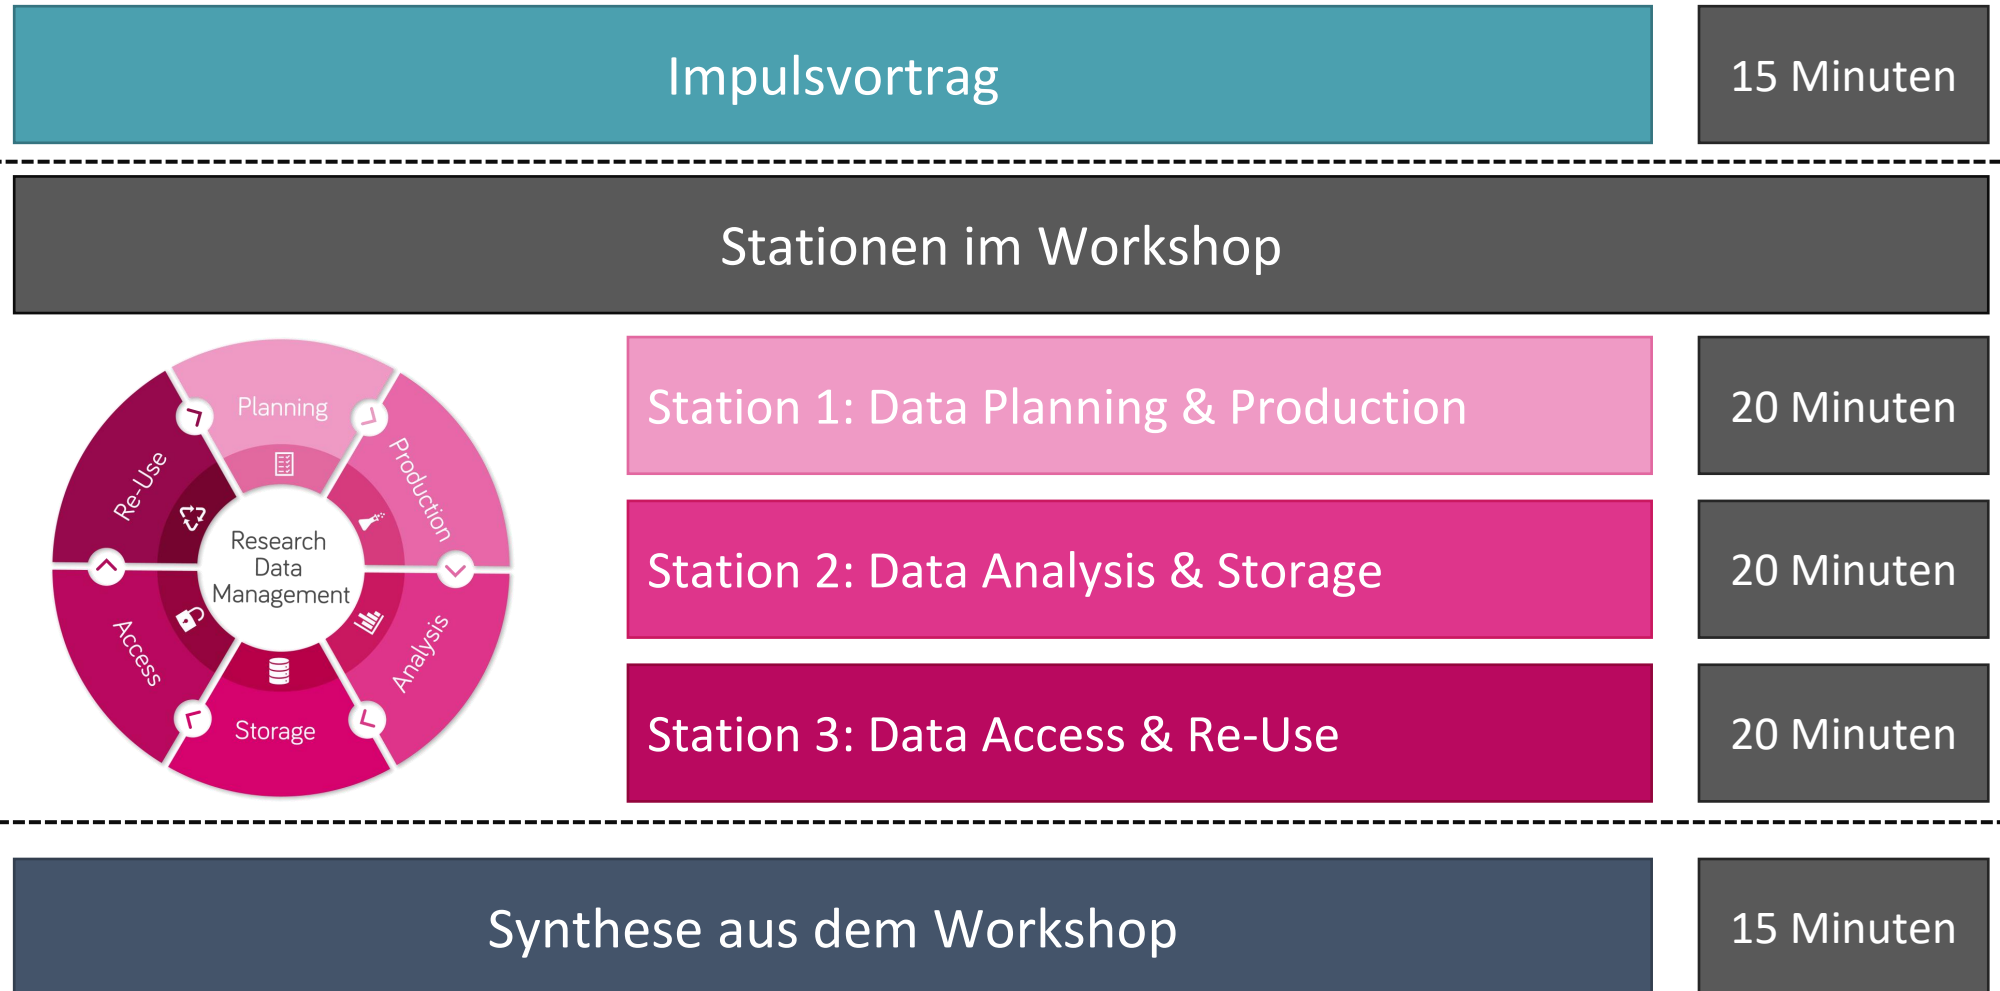 Impulsvortrag
15 Minuten
Stationen im Workshop
Planning
Production
Analysis
Storage
Access
Re-Use
Research
Data
Management
Station 1: Data Planning & Production
20 Minuten
Station 2: Data Analysis & Storage
20 Minuten
Station 3: Data Access & Re-Use
20 Minuten
Synthese aus dem Workshop
15 Minuten